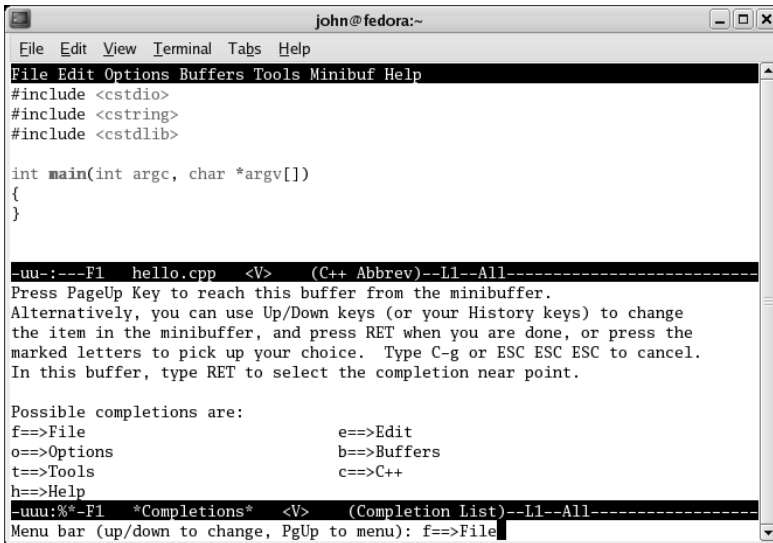 john@fedora:~
File Edit View Terminal Tabs Help
File Edit Options Buffers Tools Minibuf Help
#include <cstdio>
#include <cstring>
#include <cstdlib>
int main(int argc, char *argv[])
{
}
-uu-:---F1   hello.cpp   <V>    (C++ Abbrev)--L1--All---------------------------
Press PageUp Key to reach this buffer from the minibuffer.
Alternatively, you can use Up/Down keys (or your History keys) to change
the item in the minibuffer, and press RET when you are done, or press the
marked letters to pick up your choice.  Type C-g or ESC ESC ESC to cancel.
In this buffer, type RET to select the completion near point.
Possible completions are:
f==>File                           e==>Edit
o==>Options                        b==>Buffers
t==>Tools                          c==>C++
h==>Help
-uuu:%*-F1   *Completions*   <V>    (Completion List)--L1--All------------------
Menu bar (up/down to change, PgUp to menu): f==>File